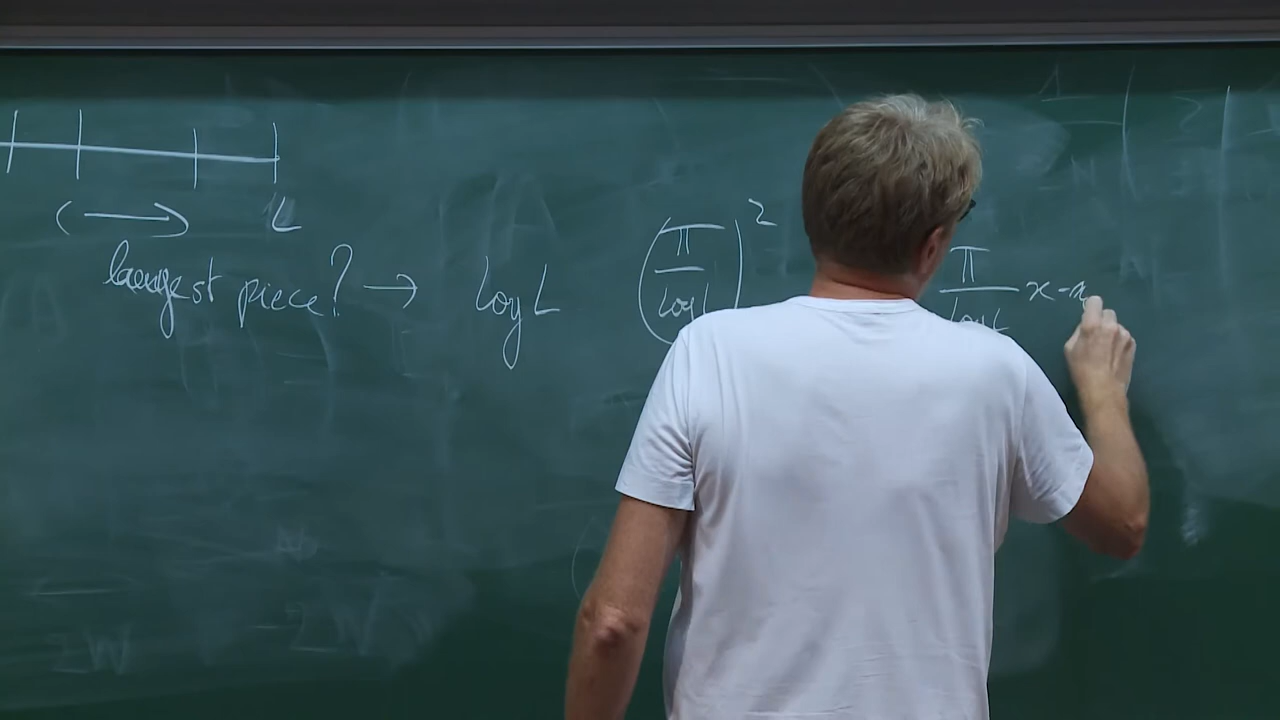 L
largest piece? → log L (π / log L)² π / log L x - x